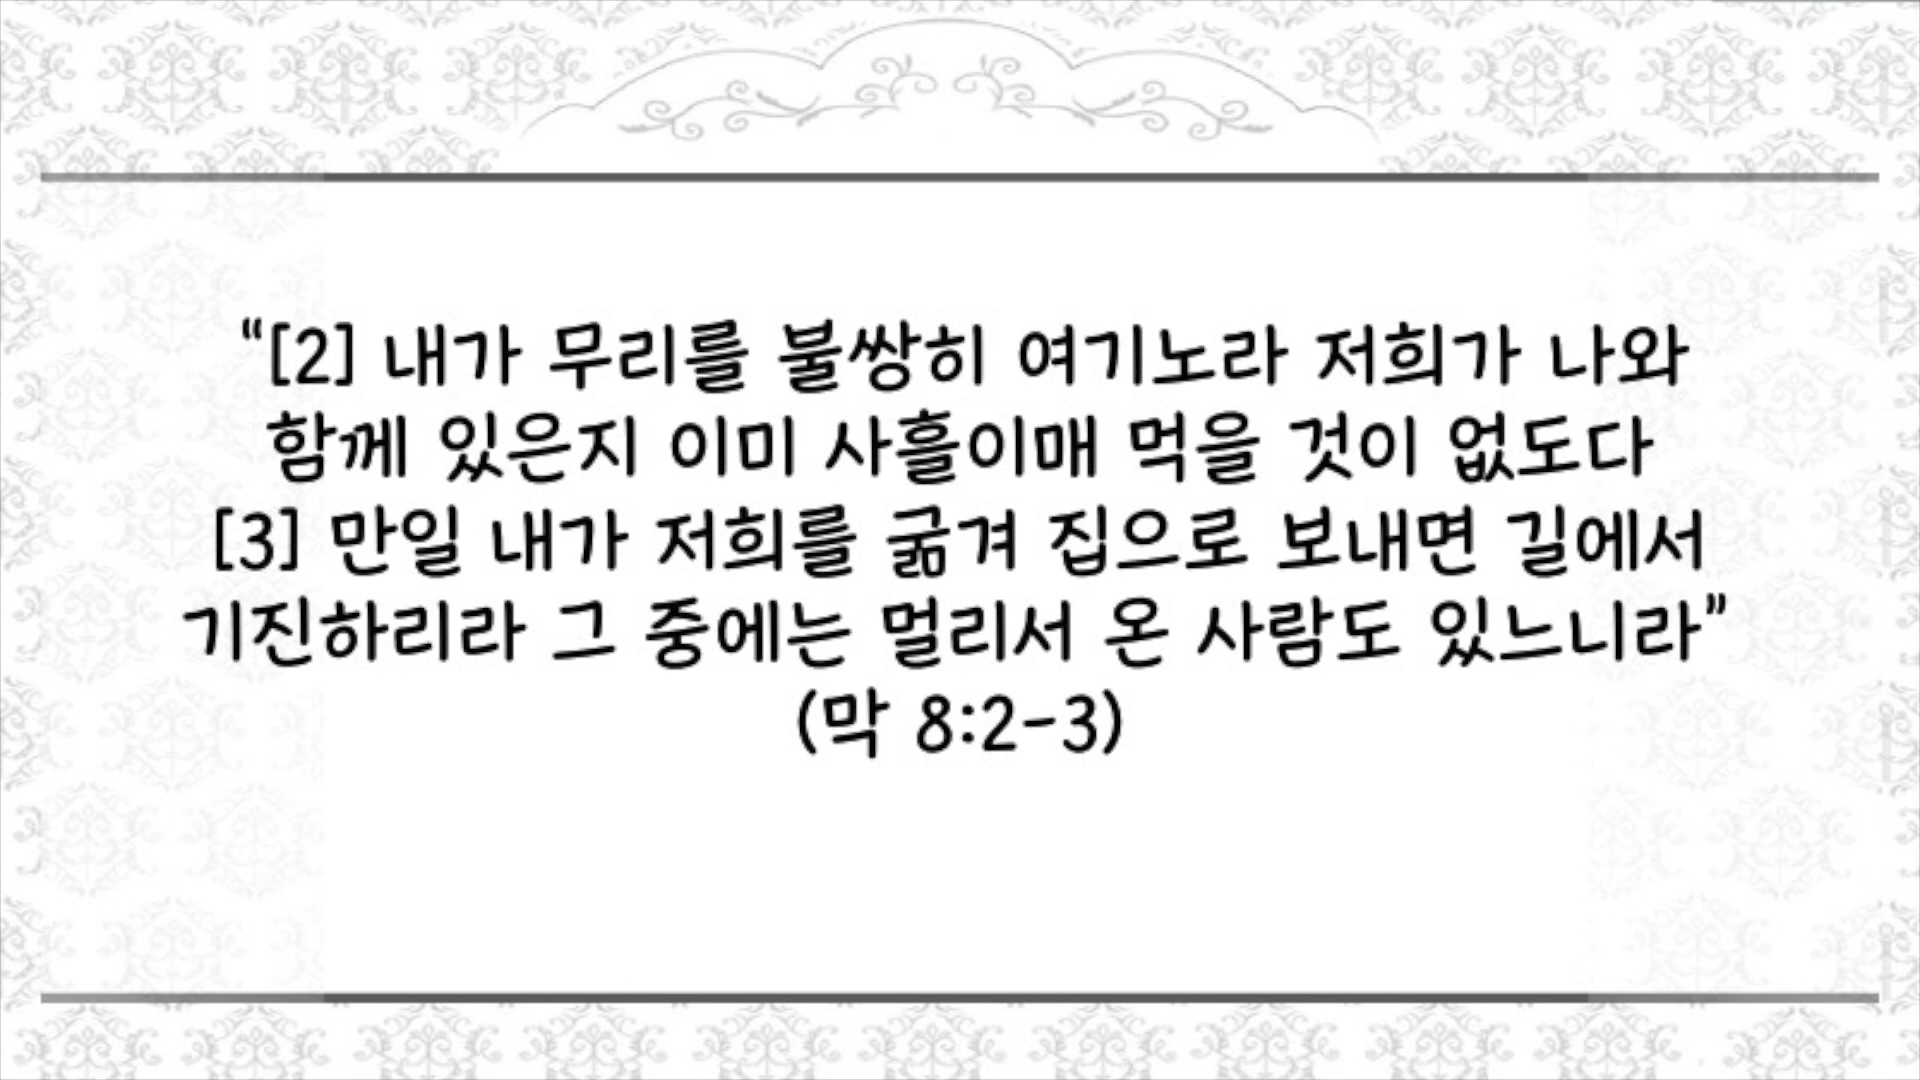 “[2] 내가 무리를 불쌍히 여기노라 저희가 나와
함께 있은지 이미 사흘이매 먹을 것이 없도다
[3] 만일 내가 저희를 굶겨 집으로 보내면 길에서
기진하리라 그 중에는 멀리서 온 사람도 있느니라”
(막 8:2-3)